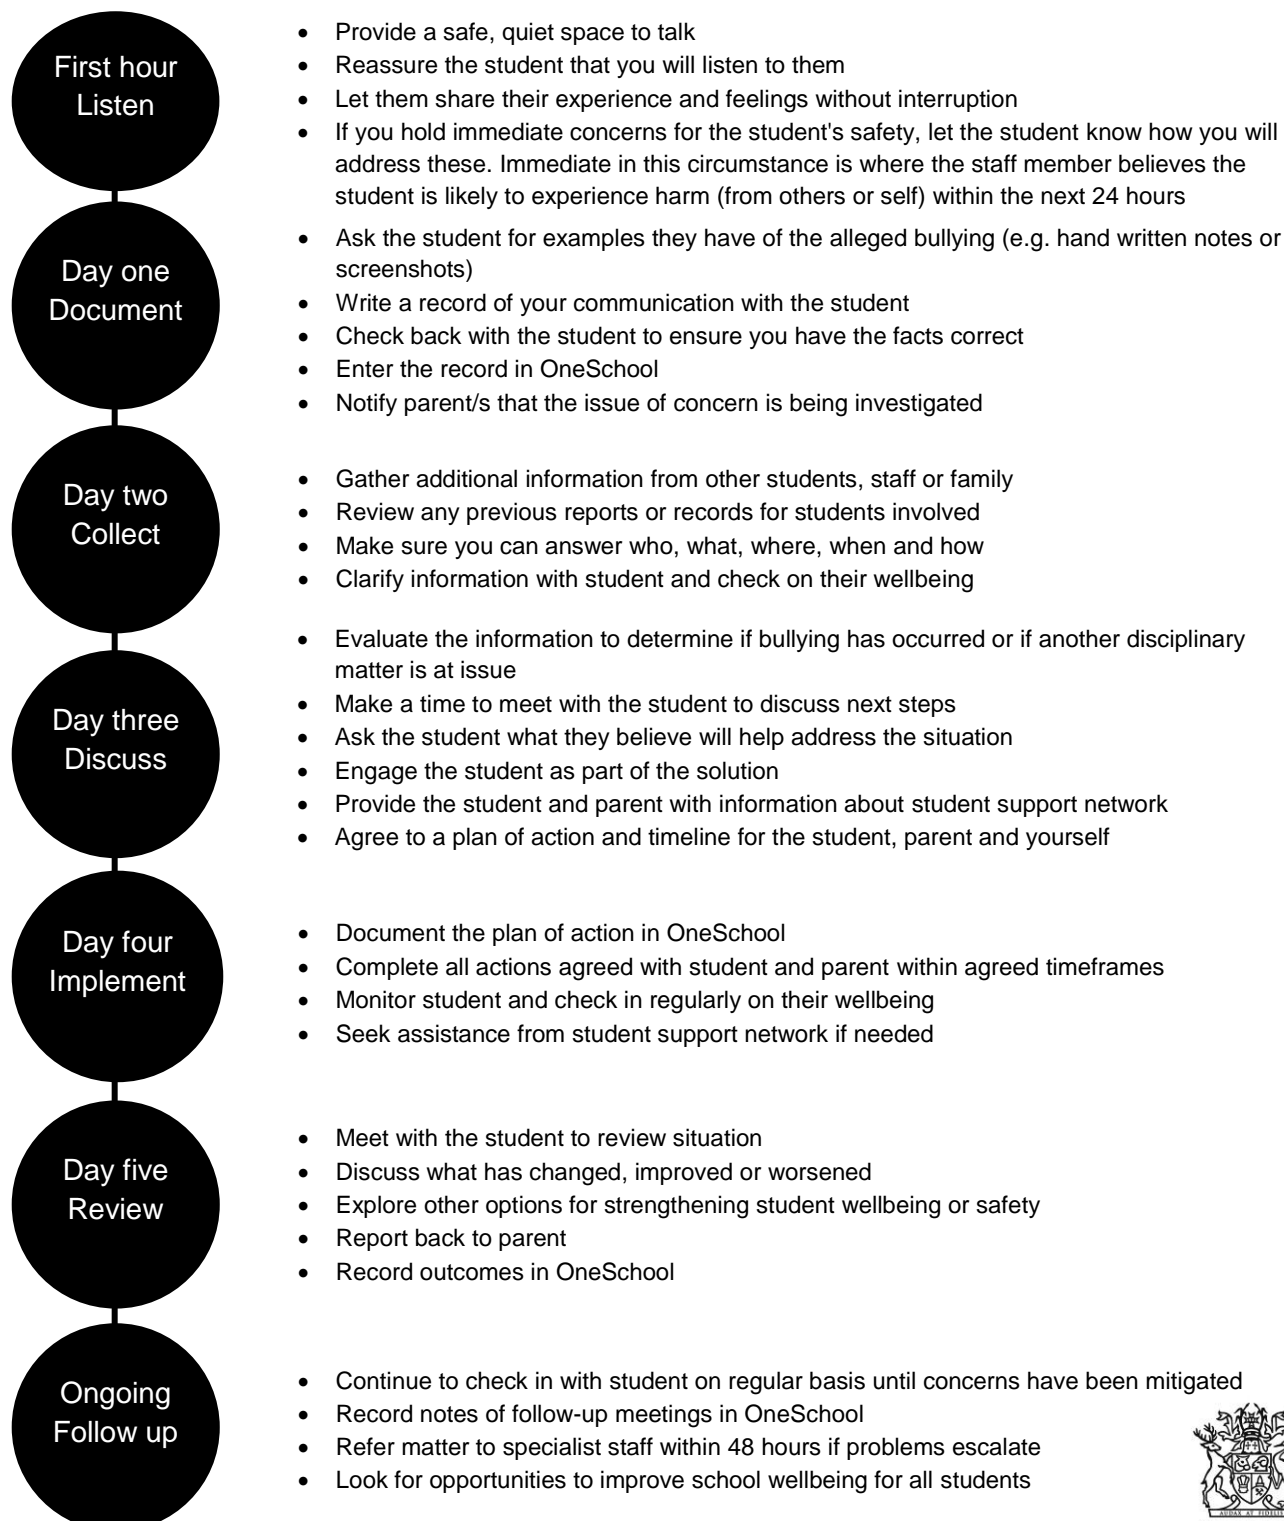 First hour
Listen
• Provide a safe, quiet space to talk
• Reassure the student that you will listen to them
• Let them share their experience and feelings without interruption
• If you hold immediate concerns for the student's safety, let the student know how you will
address these. Immediate in this circumstance is where the staff member believes the
student is likely to experience harm (from others or self) within the next 24 hours
Day one
Document
• Ask the student for examples they have of the alleged bullying (e.g. hand written notes or
screenshots)
• Write a record of your communication with the student
• Check back with the student to ensure you have the facts correct
• Enter the record in OneSchool
• Notify parent/s that the issue of concern is being investigated
Day two
Collect
• Gather additional information from other students, staff or family
• Review any previous reports or records for students involved
• Make sure you can answer who, what, where, when and how
• Clarify information with student and check on their wellbeing
Day three
Discuss
• Evaluate the information to determine if bullying has occurred or if another disciplinary
matter is at issue
• Make a time to meet with the student to discuss next steps
• Ask the student what they believe will help address the situation
• Engage the student as part of the solution
• Provide the student and parent with information about student support network
• Agree to a plan of action and timeline for the student, parent and yourself
Day four
Implement
• Document the plan of action in OneSchool
• Complete all actions agreed with student and parent within agreed timeframes
• Monitor student and check in regularly on their wellbeing
• Seek assistance from student support network if needed
Day five
Review
• Meet with the student to review situation
• Discuss what has changed, improved or worsened
• Explore other options for strengthening student wellbeing or safety
• Report back to parent
• Record outcomes in OneSchool
Ongoing
Follow up
• Continue to check in with student on regular basis until concerns have been mitigated
• Record notes of follow-up meetings in OneSchool
• Refer matter to specialist staff within 48 hours if problems escalate
• Look for opportunities to improve school wellbeing for all students
AUDAX AT FIDELIS